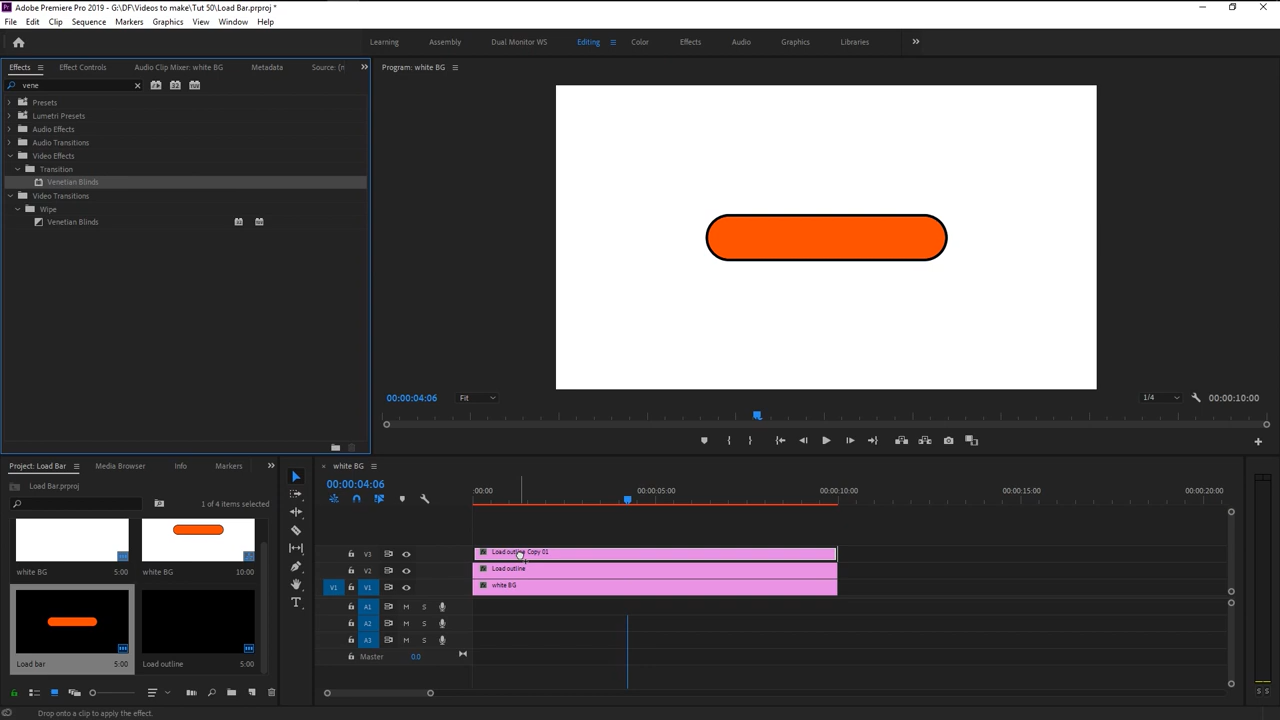 Adobe Premiere Pro 2019 - G:\DF\Videos to make\Tut 50\Load Bar.prproj *
File Edit Clip Sequence Markers Graphics View Window Help
Learning Assembly Dual Monitor WS Editing Color Effects Audio Graphics Libraries
Effects Effect Controls Audio Clip Mixer: white BG Metadata Source: (n
Program: white BG
vene
Presets
Lumetri Presets
Audio Effects
Audio Transitions
Video Effects
Transition
Venetian Blinds
Video Transitions
Wipe
Venetian Blinds
00:00:04:06 Fit 1/4 00:00:10:00
Project: Load Bar Media Browser Info Markers
Load Bar.prproj
1 of 4 items selected
white BG 5:00
white BG 10:00
Load bar 5:00
Load outline 5:00
white BG
00:00:04:06
:00:00 00:00:05:00 00:00:10:00 00:00:15:00 00:00:20:00
V3 Load outline Copy 01
V2 Load outline
V1 V1 white BG
A1 M S
A2 M S
A3 M S
Master 0.0
S S
Drop onto a clip to apply the effect.